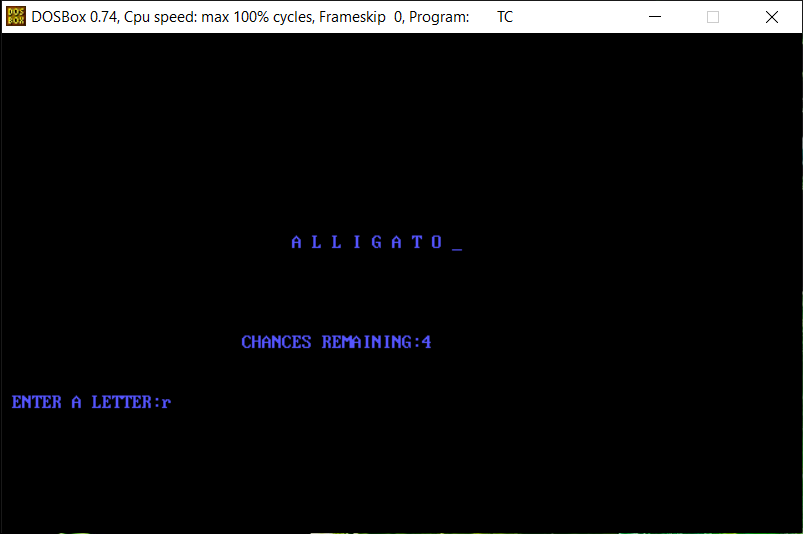 DOS
BOX
DOSBox 0.74, Cpu speed: max 100% cycles, Frameskip 0, Program: TC
A L L I G A T O _
CHANCES REMAINING:4
ENTER A LETTER:r